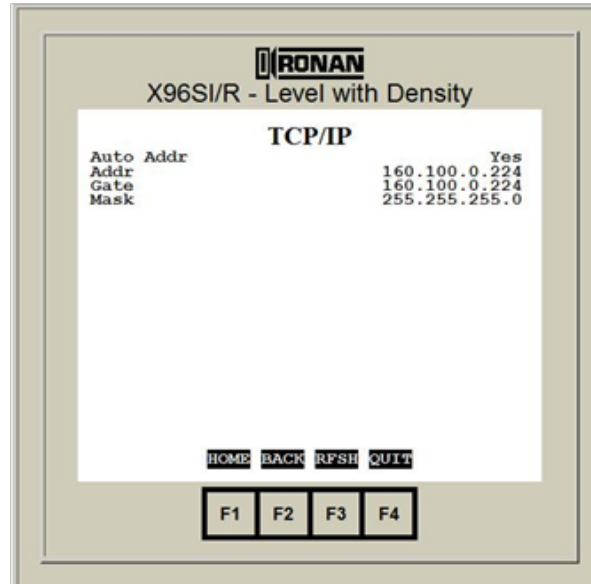 RONAN
X96SI/R - Level with Density
TCP/IP
Auto Addr Yes
Addr 160.100.0.224
Gate 160.100.0.224
Mask 255.255.255.0
HOME BACK RFSH QUIT
F1 F2 F3 F4